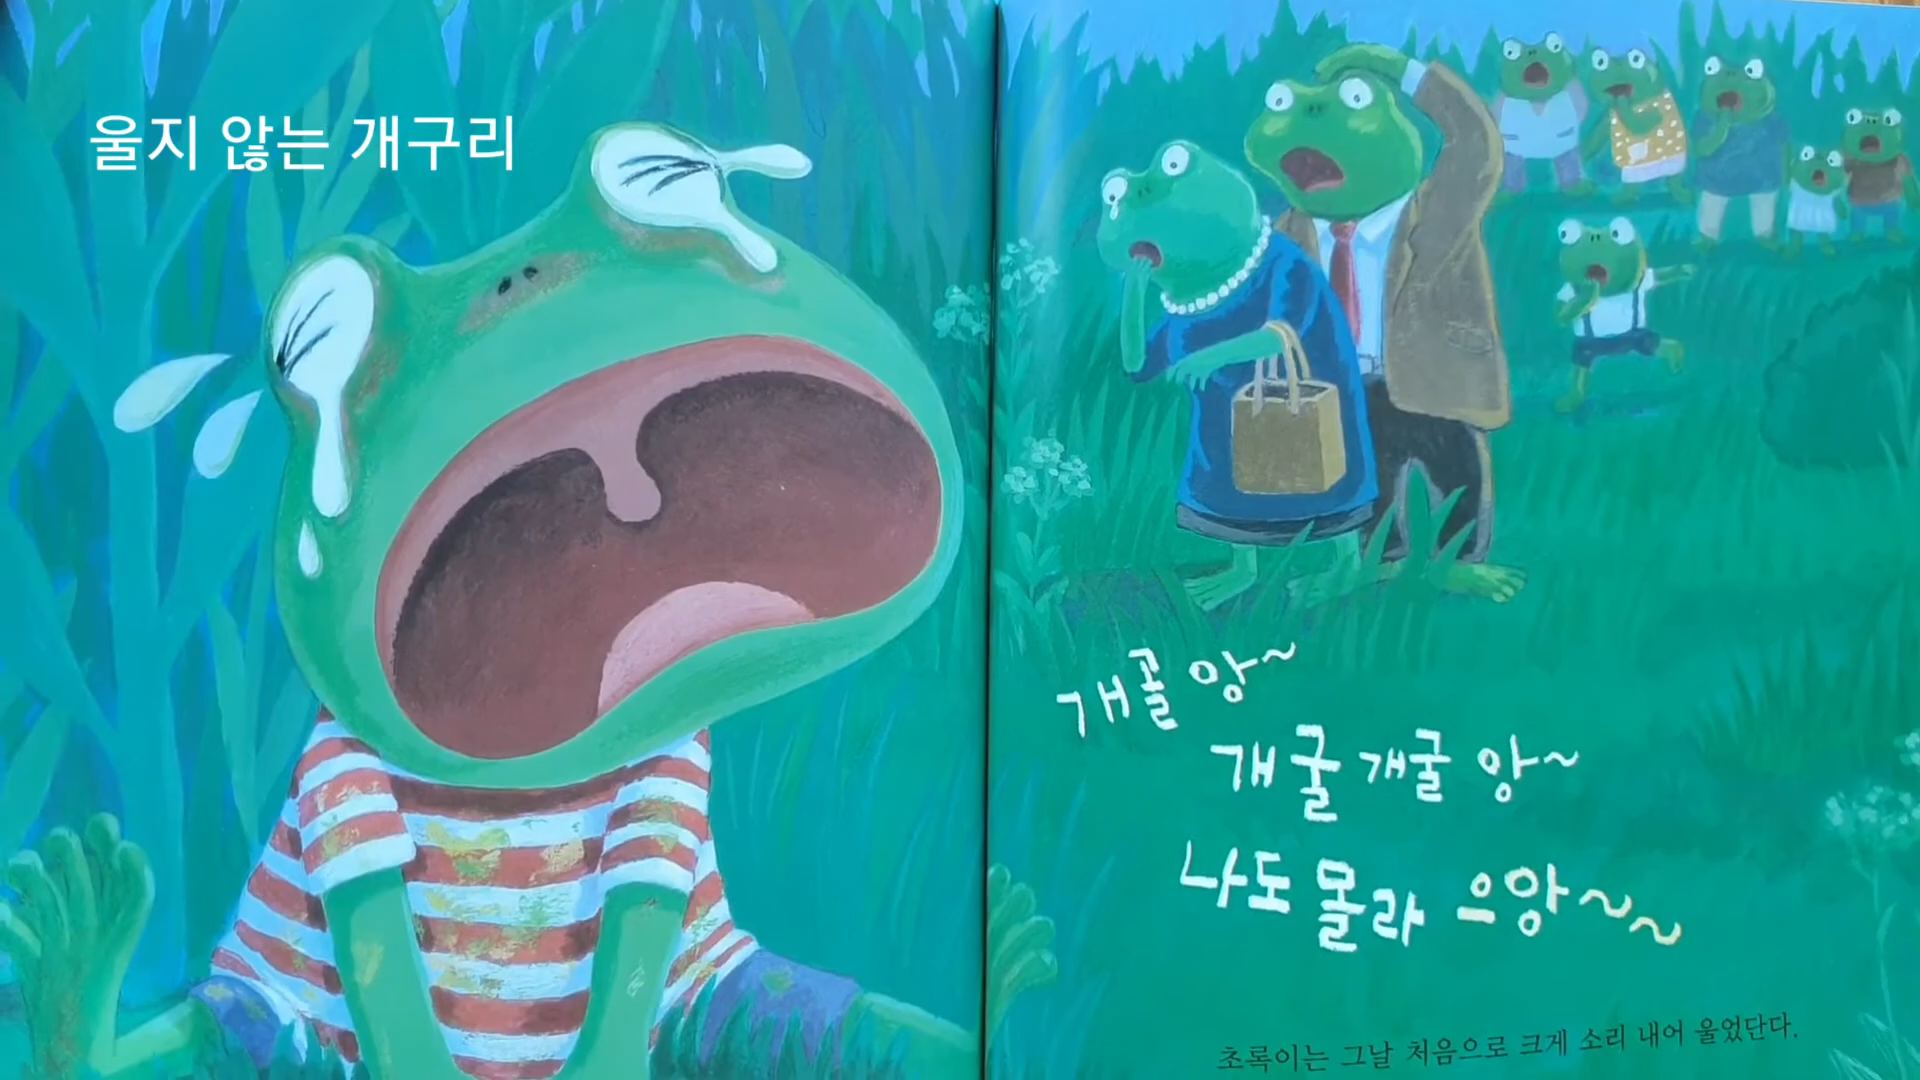 울지 않는 개구리
개골 앙~
개굴 개굴 앙~
나도 몰라 으앙~~
초록이는 그날 처음으로 크게 소리 내어 울었단다.